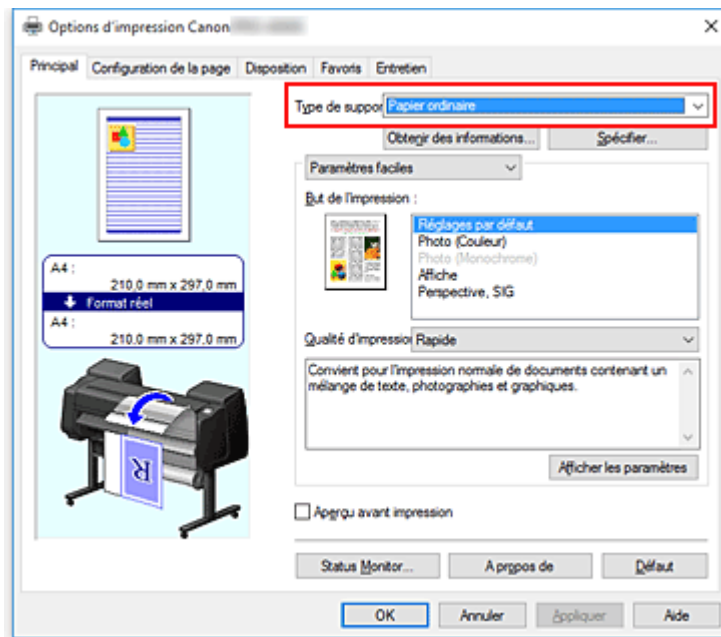 Options d'impression Canon
Principal Configuration de la page Disposition Favoris Entretien
Type de suppor Papier ordinaire
Obtenir des informations... Spécifier...
Paramètres faciles
But de l'impression :
Réglages par défaut
Photo (Couleur)
Photo (Monochrome)
Affiche
Perspective, SIG
A4 :
210,0 mm x 297,0 mm
Format réel
A4 :
210,0 mm x 297,0 mm
Qualité d'impressio Rapide
Convient pour l'impression normale de documents contenant un
mélange de texte, photographies et graphiques.
Afficher les paramètres
R
Aperçu avant impression
Status Monitor... A propos de Défaut
OK Annuler Appliquer Aide